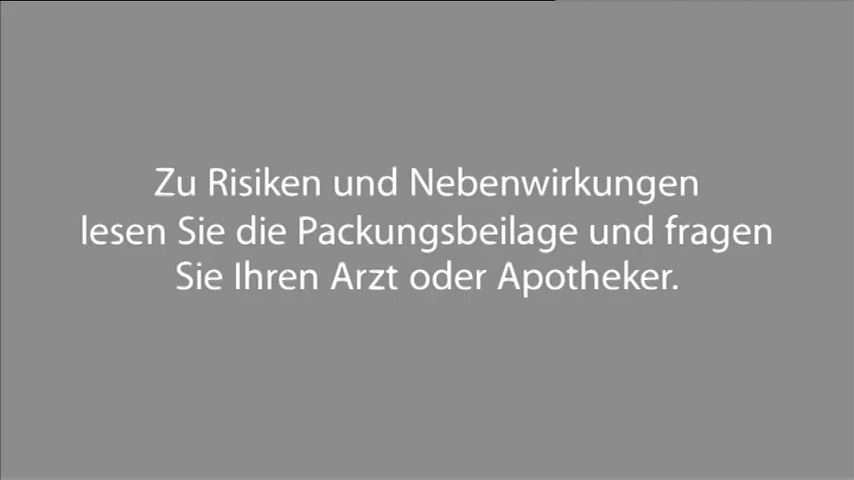 Zu Risiken und Nebenwirkungen
lesen Sie die Packungsbeilage und fragen
Sie Ihren Arzt oder Apotheker.